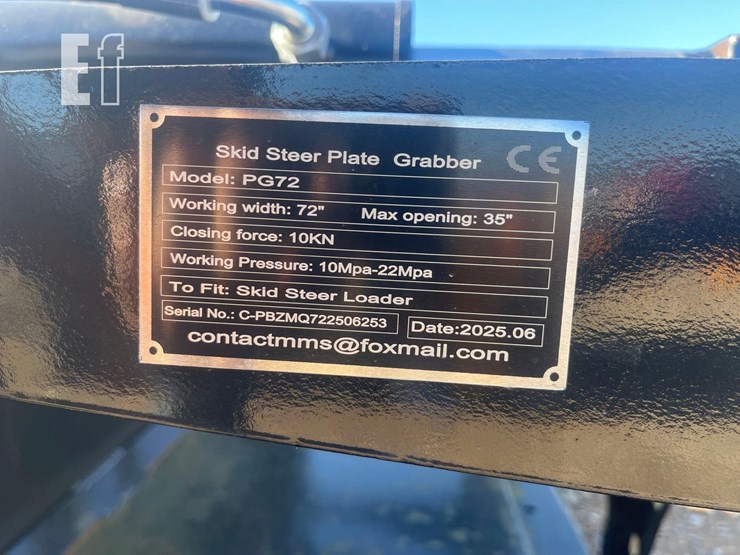 Ef
Skid Steer Plate Grabber CE
Model: PG72
Working width: 72" Max opening: 35"
Closing force: 10KN
Working Pressure: 10Mpa-22Mpa
To Fit: Skid Steer Loader
Serial No.: C-PBZMQ722506253 Date:2025.06
contactmms@foxmail.com